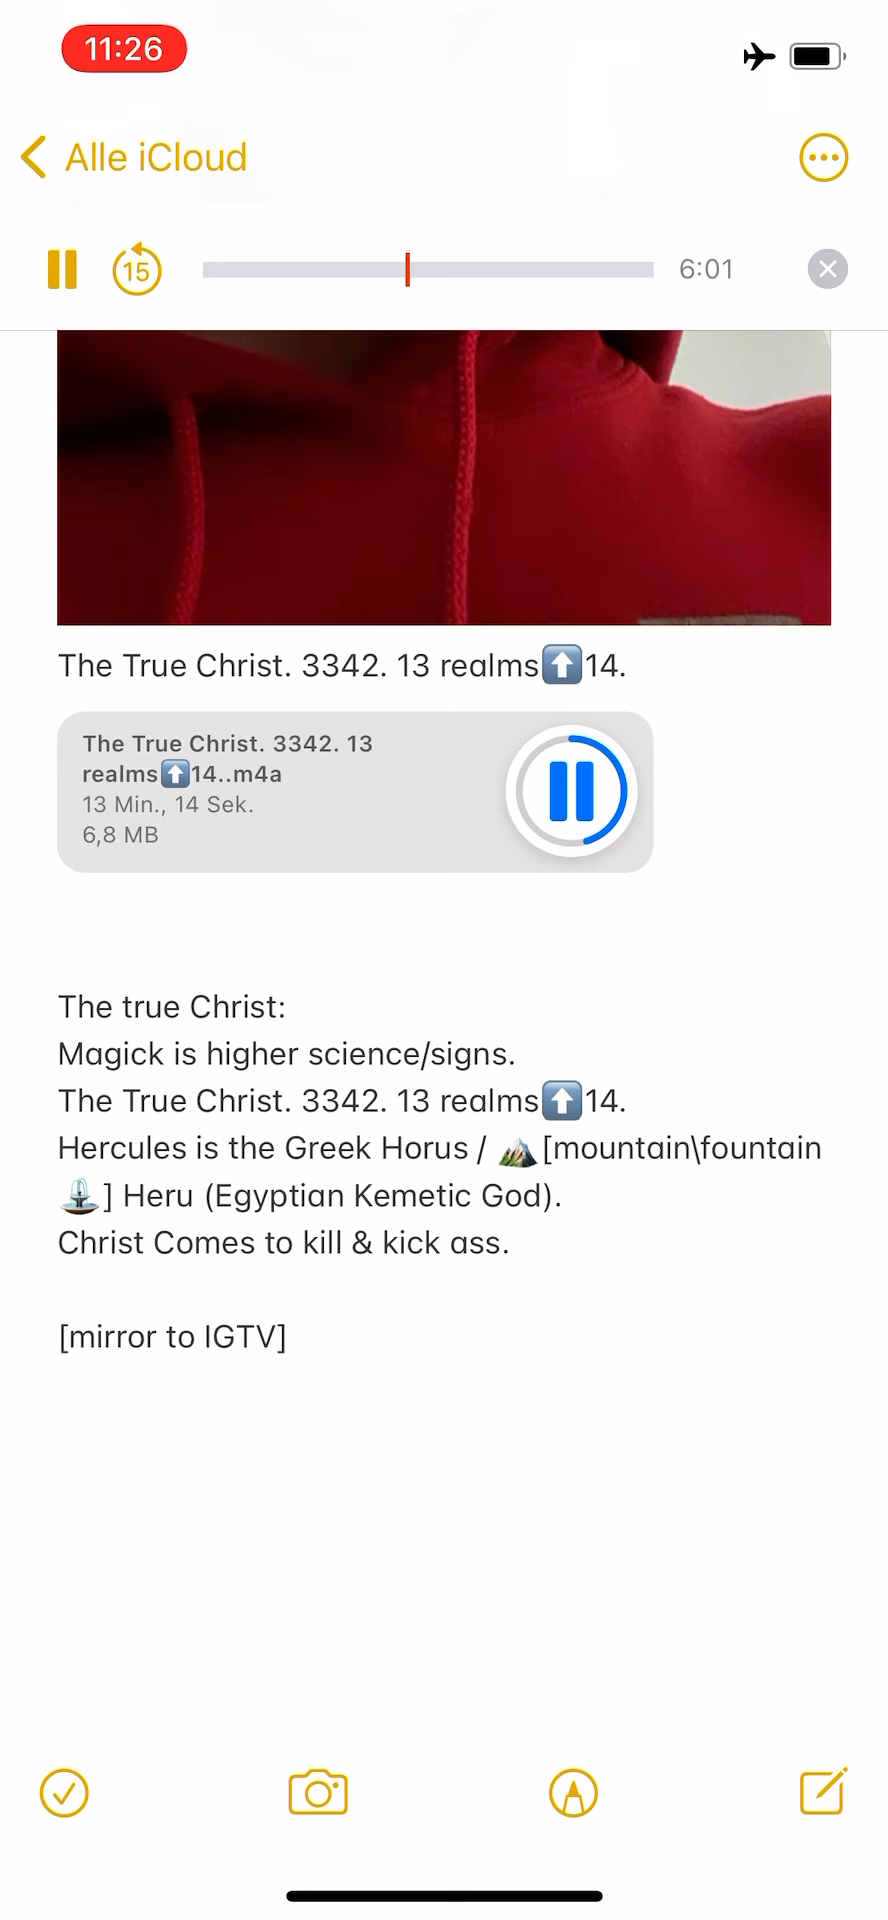 11:26
Alle iCloud
15
6:01
The True Christ. 3342. 13 realms⬆️14.
The True Christ. 3342. 13
realms⬆️14..m4a
13 Min., 14 Sek.
6,8 MB
The true Christ:
Magick is higher science/signs.
The True Christ. 3342. 13 realms⬆️14.
Hercules is the Greek Horus / ⛰️[mountain\fountain
⛲] Heru (Egyptian Kemetic God).
Christ Comes to kill & kick ass.
[mirror to IGTV]